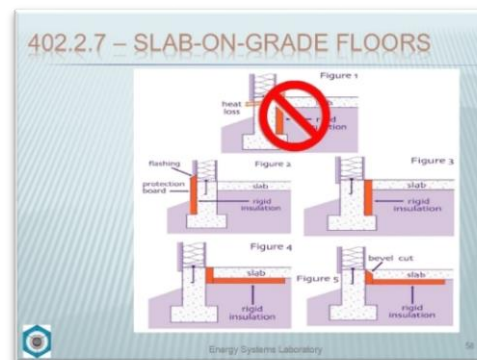 402.2.7 – SLAB-ON-GRADE FLOORS
Figure 1
heat
loss
rigid
insulation
flashing
Figure 2
protection
board
slab
rigid
insulation
Figure 3
slab
rigid
insulation
Figure 4
slab
rigid
insulation
Figure 5
bevel cut
slab
rigid
insulation
Energy Systems Laboratory
58